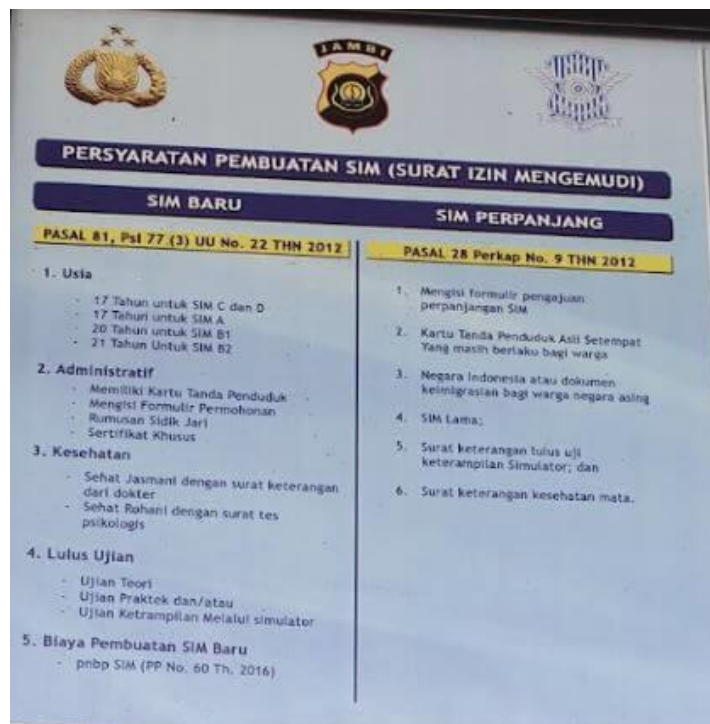 JAMBI
PERSYARATAN PEMBUATAN SIM (SURAT IZIN MENGEMUDI)
SIM BARU
PASAL 81, Psl 77 (3) UU No. 22 THN 2012
1. Usia
- 17 Tahun untuk SIM C dan D
- 17 Tahun untuk SIM A
- 20 Tahun untuk SIM B1
- 21 Tahun Untuk SIM B2
2. Administratif
- Memiliki Kartu Tanda Penduduk
- Mengisi Formulir Permohonan
- Rumusan Sidik Jari
- Sertifikat Khusus
3. Kesehatan
- Sehat Jasmani dengan surat keterangan
dari dokter
- Sehat Rohani dengan surat tes
psikologis
4. Lulus Ujian
- Ujian Teori
- Ujian Praktek dan/atau
- Ujian Ketrampilan Melalui simulator
5. Biaya Pembuatan SIM Baru
- pnbp SIM (PP No. 60 Th. 2016)
SIM PERPANJANG
PASAL 28 Perkap No. 9 THN 2012
1. Mengisi formulir pengajuan
perpanjangan SIM
2. Kartu Tanda Penduduk Asli Setempat
Yang masih berlaku bagi warga
3. Negara Indonesia atau dokumen
keimigrasian bagi warga negara asing
4. SIM Lama;
5. Surat keterangan lulus uji
keterampilan Simulator; dan
6. Surat keterangan kesehatan mata.